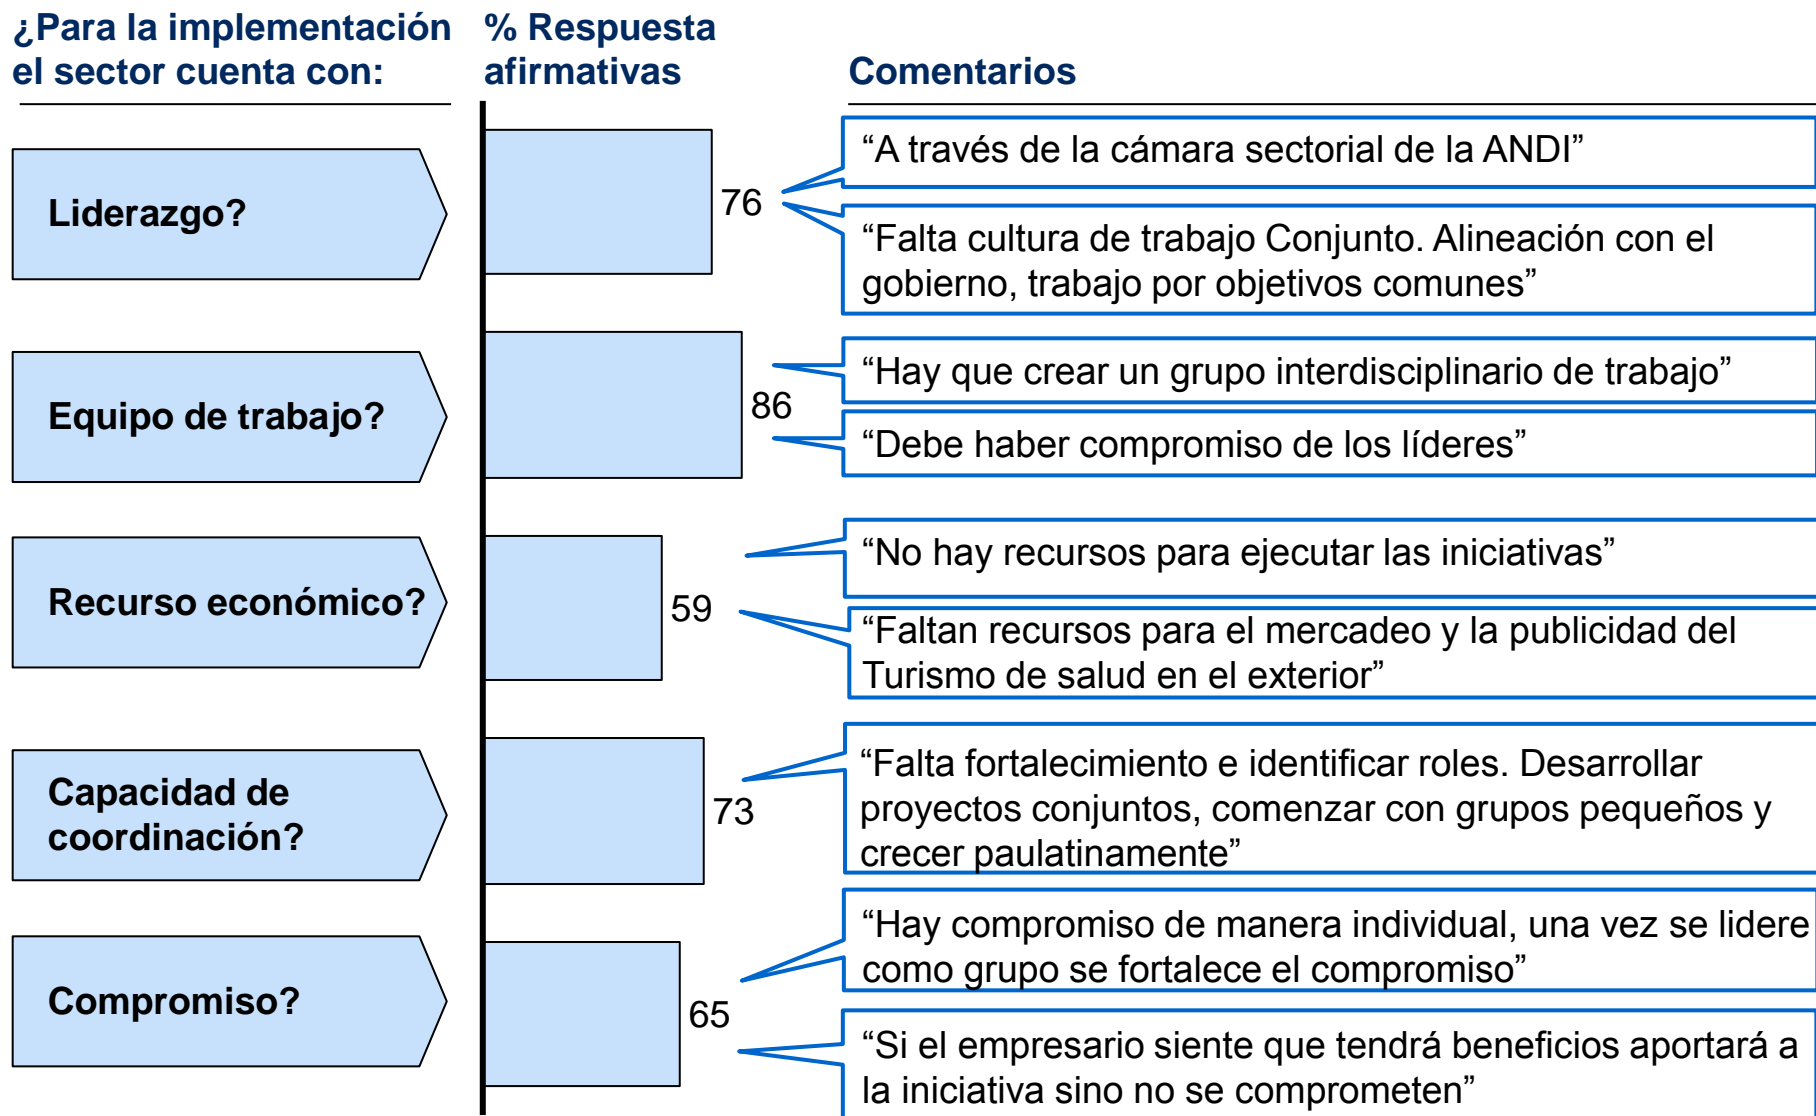 ¿Para la implementación
el sector cuenta con:
% Respuesta
afirmativas
Comentarios
Liderazgo?
76
“A través de la cámara sectorial de la ANDI”
“Falta cultura de trabajo Conjunto. Alineación con el
gobierno, trabajo por objetivos comunes”
Equipo de trabajo?
86
“Hay que crear un grupo interdisciplinario de trabajo”
“Debe haber compromiso de los líderes”
Recurso económico?
59
“No hay recursos para ejecutar las iniciativas”
“Faltan recursos para el mercadeo y la publicidad del
Turismo de salud en el exterior”
Capacidad de
coordinación?
73
“Falta fortalecimiento e identificar roles. Desarrollar
proyectos conjuntos, comenzar con grupos pequeños y
crecer paulatinamente”
Compromiso?
65
“Hay compromiso de manera individual, una vez se lidere
como grupo se fortalece el compromiso”
“Si el empresario siente que tendrá beneficios aportará a
la iniciativa sino no se comprometen”